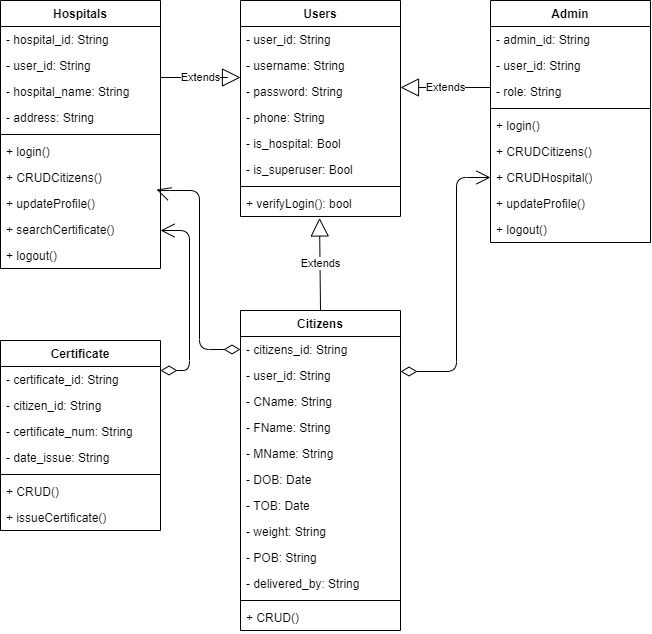 Hospitals
- hospital_id: String
- user_id: String
- hospital_name: String
- address: String
+ login()
+ CRUDCitizens()
+ updateProfile()
+ searchCertificate()
+ logout()
Extends
Users
- user_id: String
- username: String
- password: String
- phone: String
- is_hospital: Bool
- is_superuser: Bool
+ verifyLogin(): bool
Extends
Admin
- admin_id: String
- user_id: String
- role: String
+ login()
+ CRUDCitizens()
+ CRUDHospital()
+ updateProfile()
+ logout()
Extends
Certificate
- certificate_id: String
- citizen_id: String
- certificate_num: String
- date_issue: String
+ CRUD()
+ issueCertificate()
Citizens
- citizens_id: String
- user_id: String
- CName: String
- FName: String
- MName: String
- DOB: Date
- TOB: Date
- weight: String
- POB: String
- delivered_by: String
+ CRUD()